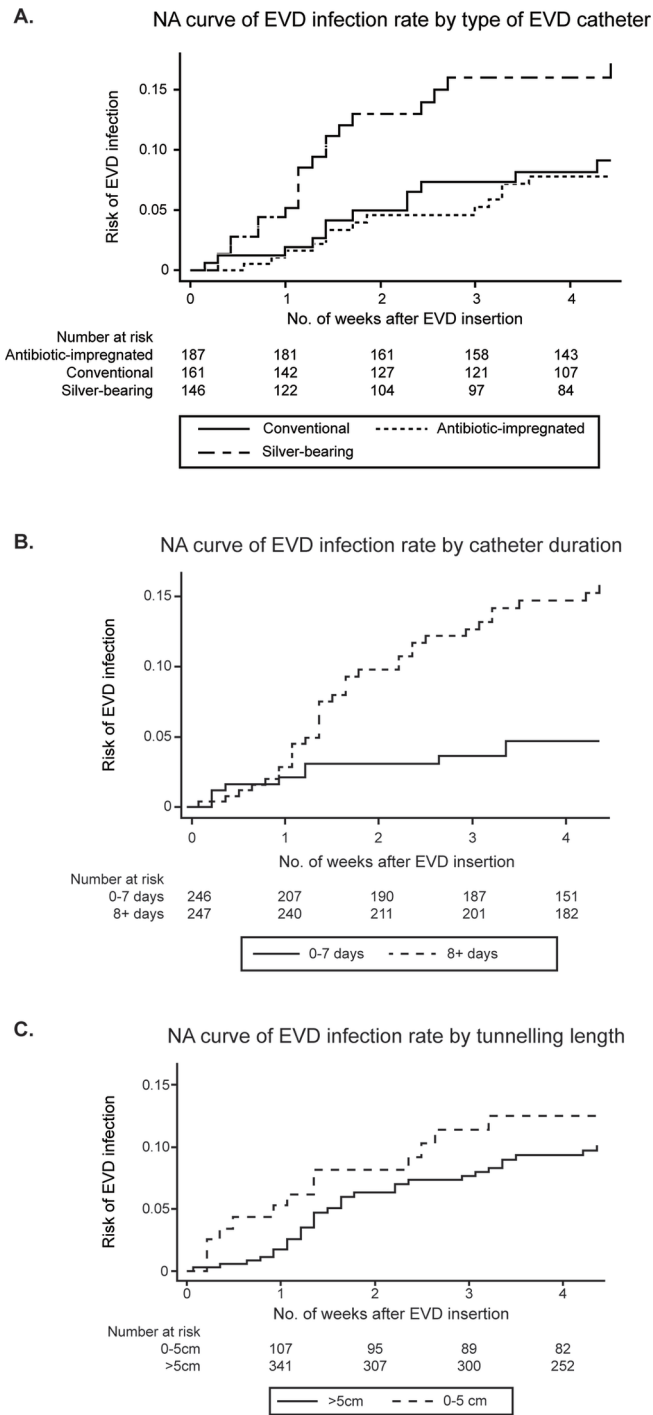 A.
NA curve of EVD infection rate by type of EVD catheter
Risk of EVD infection
0.15
0.10
0.05
0
0 1 2 3 4
No. of weeks after EVD insertion
Number at risk
Antibiotic-impregnated 187 181 161 158 143
Conventional 161 142 127 121 107
Silver-bearing 146 122 104 97 84
Conventional Antibiotic-impregnated
Silver-bearing
B.
NA curve of EVD infection rate by catheter duration
Risk of EVD infection
0.15
0.10
0.05
0
0 1 2 3 4
No. of weeks after EVD insertion
Number at risk
0-7 days 246 207 190 187 151
8+ days 247 240 211 201 182
0-7 days 8+ days
C.
NA curve of EVD infection rate by tunnelling length
Risk of EVD infection
0.15
0.10
0.05
0
0 1 2 3 4
No. of weeks after EVD insertion
Number at risk
0-5cm 107 95 89 82
>5cm 341 307 300 252
>5cm 0-5 cm